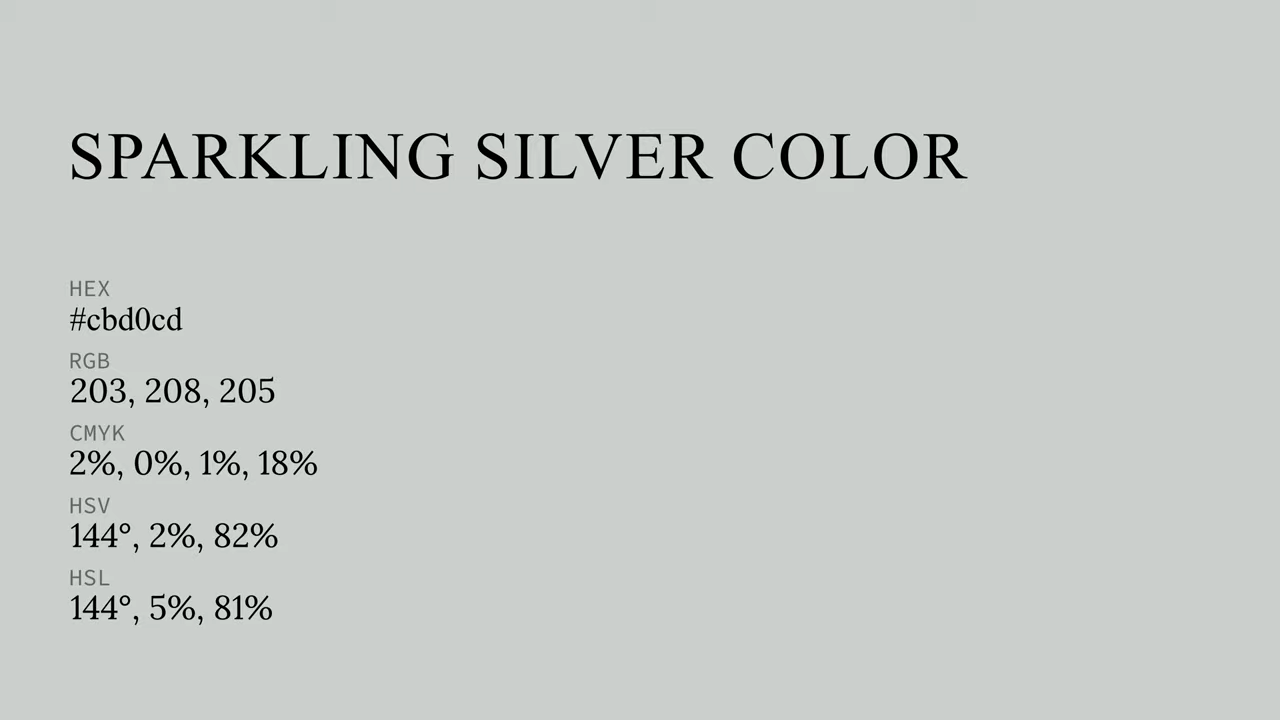 SPARKLING SILVER COLOR
HEX
#cbd0cd
RGB
203, 208, 205
CMYK
2%, 0%, 1%, 18%
HSV
144°, 2%, 82%
HSL
144°, 5%, 81%